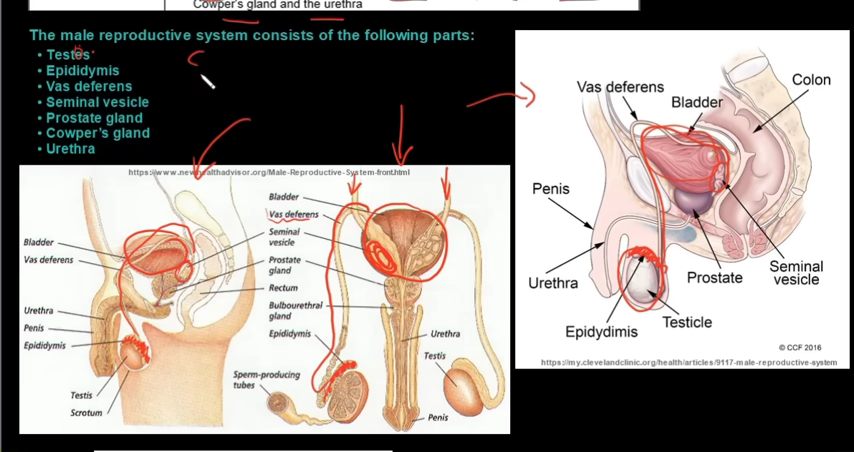 Cowper's gland and the urethra
The male reproductive system consists of the following parts:
• Testes
• Epididymis
• Vas deferens
• Seminal vesicle
• Prostate gland
• Cowper's gland
• Urethra
https://www.newhealthadvisor.org/Male-Reproductive-System-front.html
Bladder
Vas deferens
Urethra
Penis
Epididymis
Testis
Scrotum
Bladder
Vas deferens
Seminal
vesicle
Prostate
gland
Rectum
Bulbourethral
gland
Epididymis
Sperm-producing
tubes
Urethra
Testis
Penis
Vas deferens
Bladder
Colon
Penis
Urethra
Prostate
Seminal
vesicle
Epidydimis
Testicle
© CCF 2016
https://my.clevelandclinic.org/health/articles/9117-male-reproductive-system